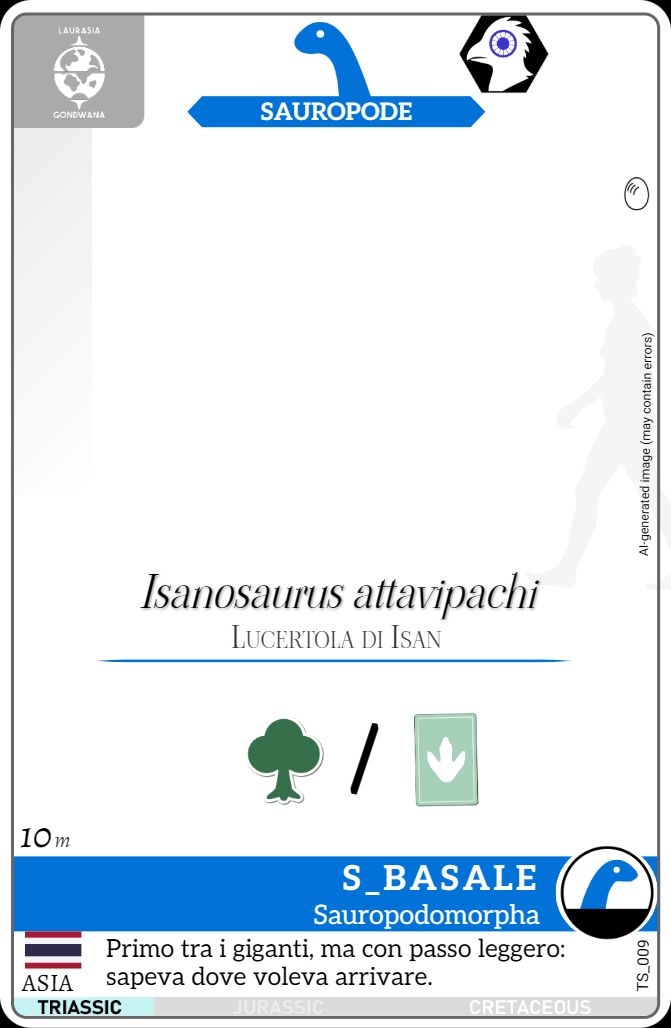 LAURASIA
GONDWANA
SAUROPODE
AI-generated image (may contain errors)
Isanosaurus attavipachi
Lucertola di Isan
/
10 m
S_BASALE
Sauropodomorpha
Primo tra i giganti, ma con passo leggero:
sapeva dove voleva arrivare.
ASIA
TS_009
TRIASSIC JURASSIC CRETACEOUS